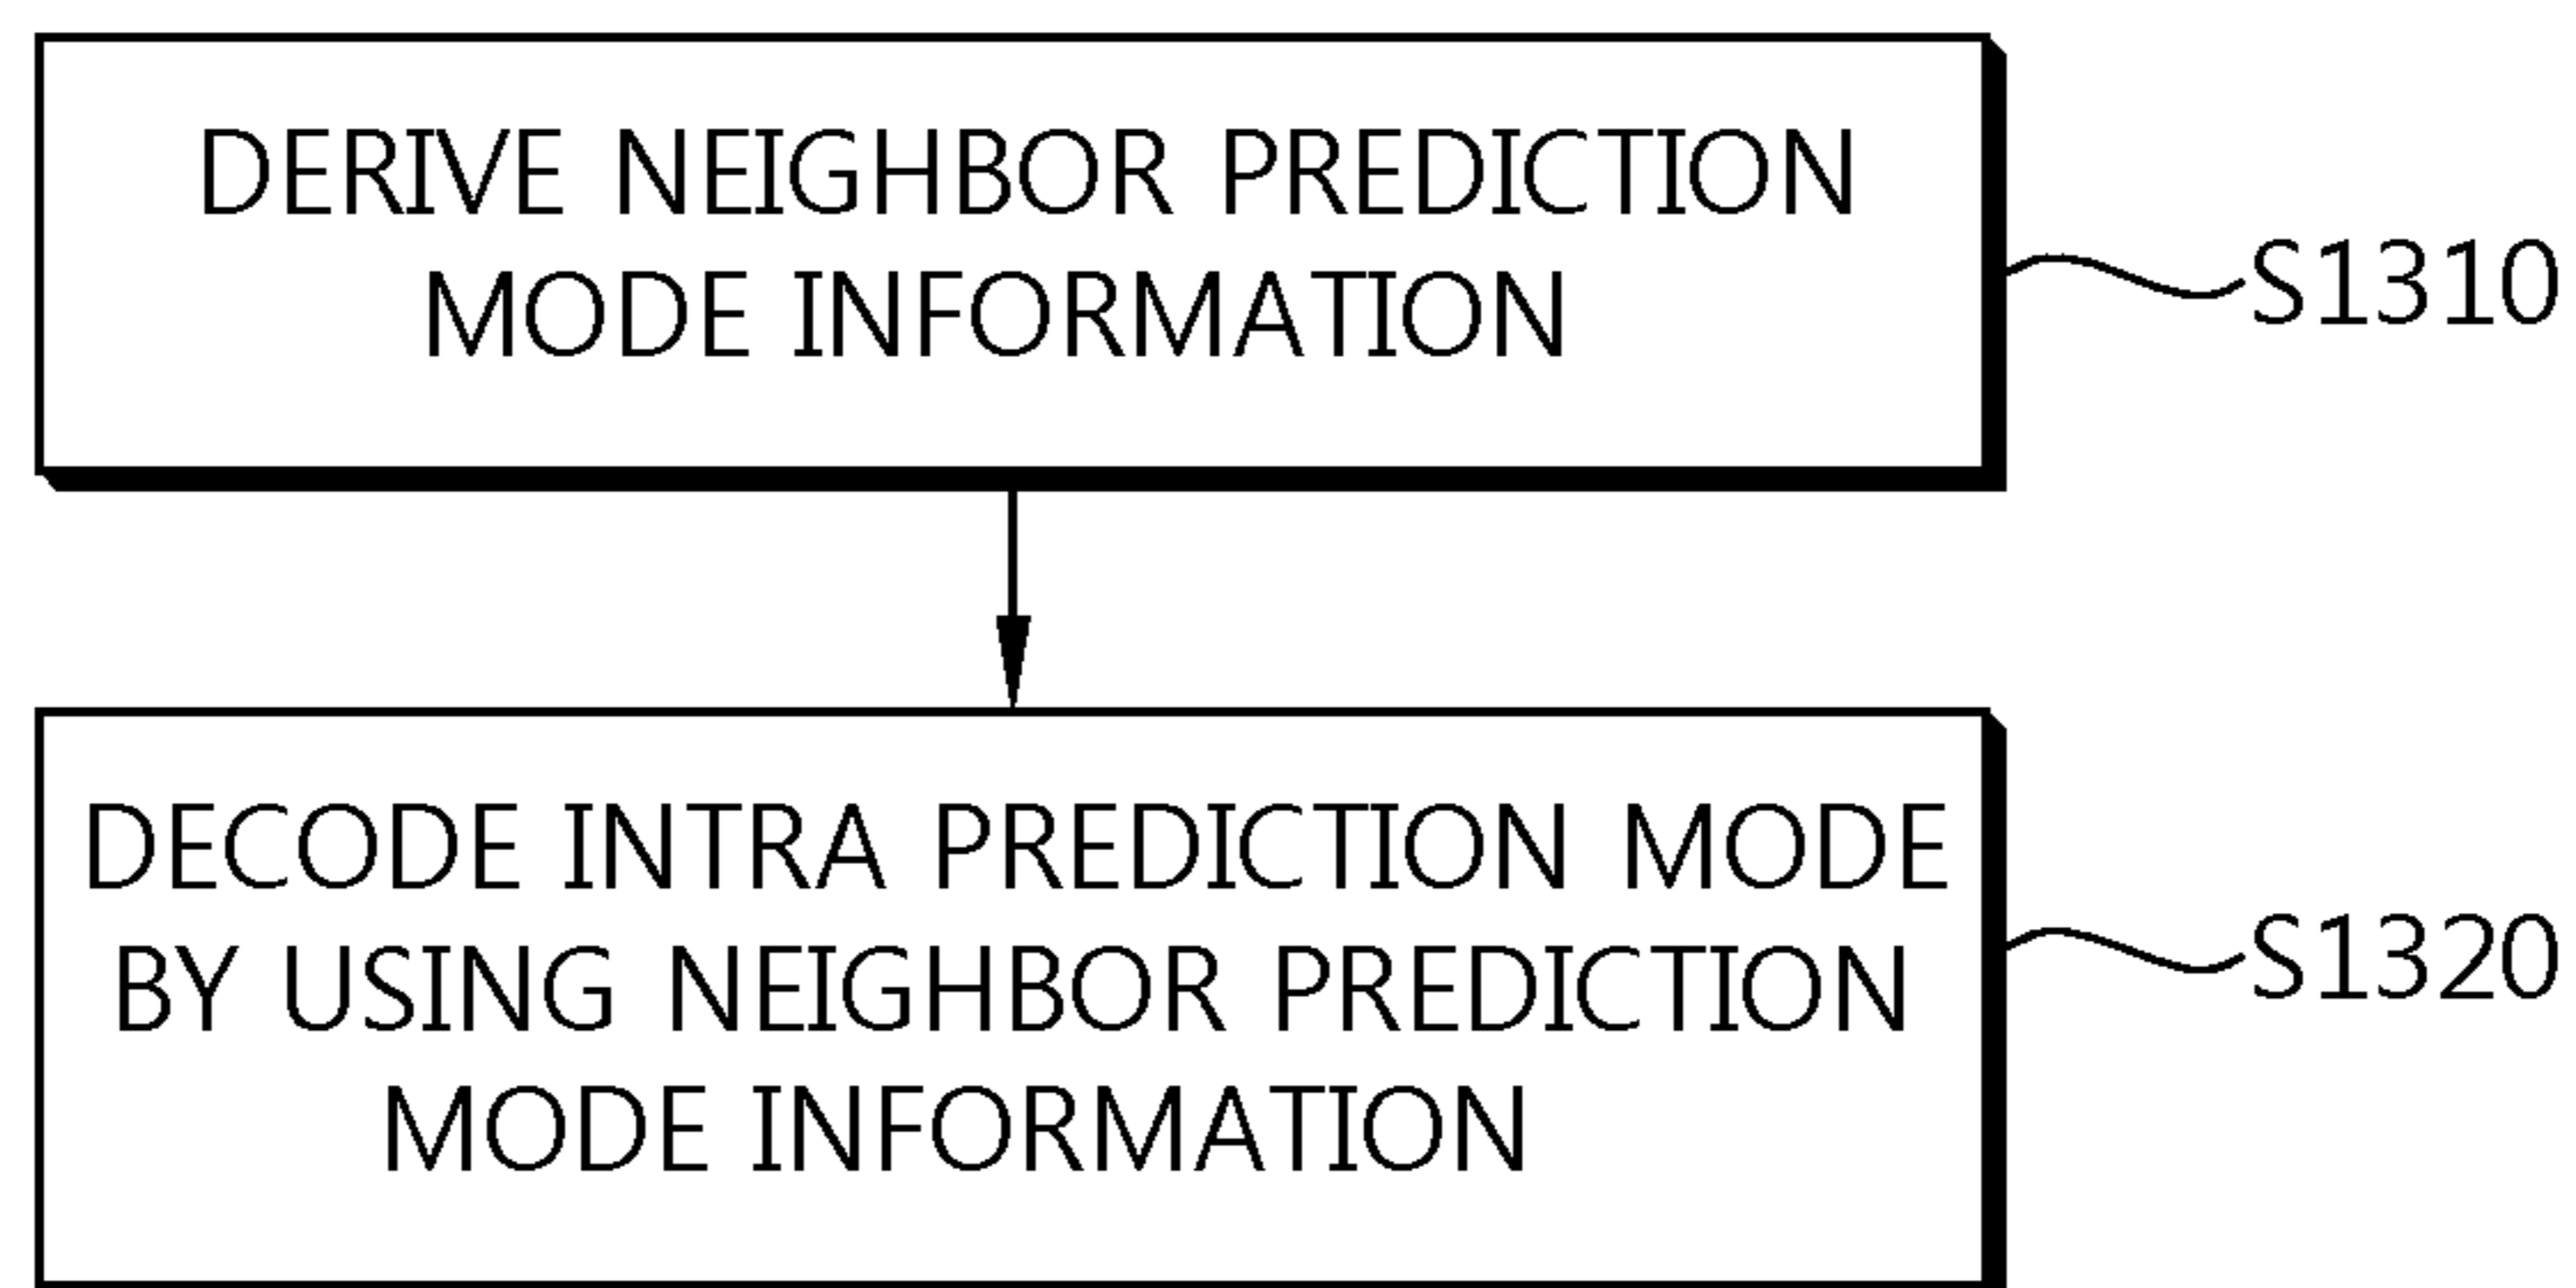 DERIVE NEIGHBOR PREDICTION
MODE INFORMATION
S1310
DECODE INTRA PREDICTION MODE
BY USING NEIGHBOR PREDICTION
MODE INFORMATION
S1320